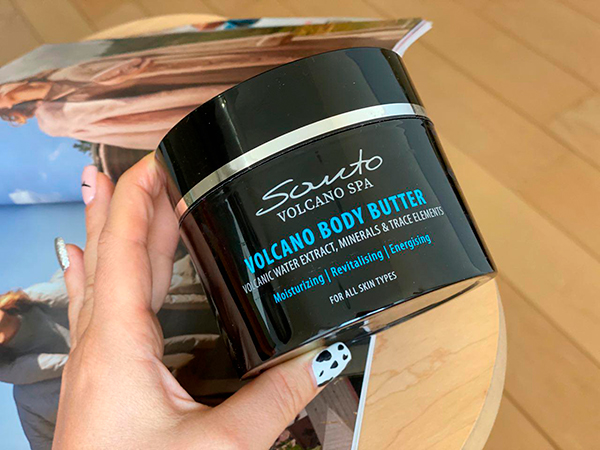 Santo
VOLCANO SPA
VOLCANO BODY BUTTER
VOLCANIC WATER EXTRACT, MINERALS & TRACE ELEMENTS
Moisturizing | Revitalising | Energising
FOR ALL SKIN TYPES